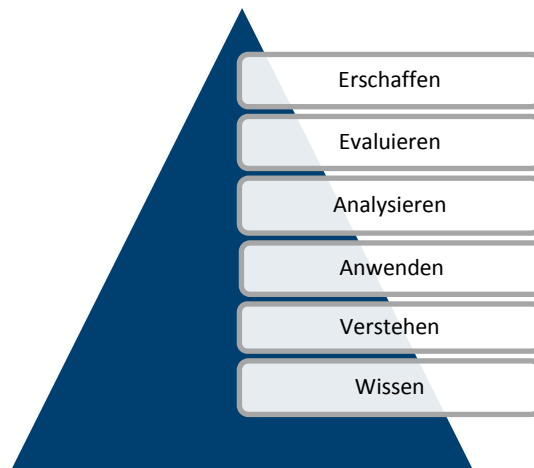 Erschaffen
Evaluieren
Analysieren
Anwenden
Verstehen
Wissen